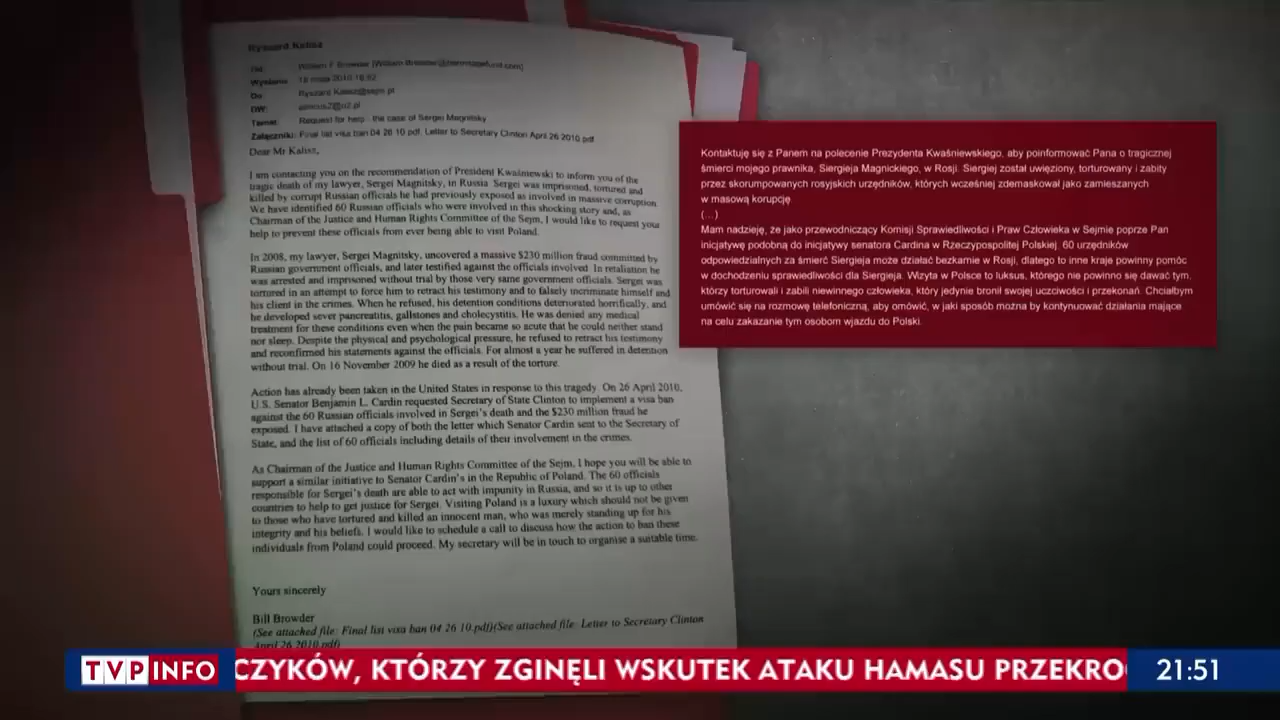 Ryszard Kalisz
Od: William F. Browder [William.Browder@hermitagefund.com]
Wysłano: 18 maja 2010 16:52
Do: Ryszard.Kalisz@sejm.pl
DW:
Temat: Request for help - the case of Sergei Magnitsky
Załączniki: Final list visa ban 04 26 10.pdf, Letter to Secretary Clinton April 26 2010.pdf
Dear Mr Kalisz,
I am contacting you on the recommendation of President Kwaśniewski to inform you of the
tragic death of my lawyer, Sergei Magnitsky, in Russia. Sergei was imprisoned, tortured and
killed by corrupt Russian officials he had previously exposed as involved in massive corruption.
We have identified 60 Russian officials who were involved in this shocking story and, as
Chairman of the Justice and Human Rights Committee of the Sejm, I would like to request your
help to prevent these officials from ever being able to visit Poland.
In 2008, my lawyer, Sergei Magnitsky, uncovered a massive $230 million fraud committed by
Russian government officials, and later testified against the officials involved. In retaliation he
was arrested and imprisoned without trial by those very same government officials. Sergei was
tortured in an attempt to force him to retract his testimony and to falsely incriminate himself and
his client in the crimes. When he refused, his detention conditions deteriorated horrifically, and
he developed sever pancreatitis, gallstones and cholecystitis. He was denied any medical
treatment for these conditions even when the pain became so acute that he could neither stand
nor sleep. Despite the physical and psychological pressure, he refused to retract his testimony
and reconfirmed his statements against the officials. For almost a year he suffered in detention
without trial. On 16 November 2009 he died as a result of the torture.
Action has already been taken in the United States in response to this tragedy. On 26 April 2010,
U.S. Senator Benjamin L. Cardin requested Secretary of State Clinton to implement a visa ban
against the 60 Russian officials involved in Sergei's death and the $230 million fraud he
exposed. I have attached a copy of both the letter which Senator Cardin sent to the Secretary of
State, and the list of 60 officials including details of their involvement in the crimes.
As Chairman of the Justice and Human Rights Committee of the Sejm, I hope you will be able to
support a similar initiative to Senator Cardin's in the Republic of Poland. The 60 officials
responsible for Sergei's death are able to act with impunity in Russia, and so it is up to other
countries to help to get justice for Sergei. Visiting Poland is a luxury which should not be given
to those who have tortured and killed an innocent man, who was merely standing up for his
integrity and his beliefs. I would like to schedule a call to discuss how the action to ban these
individuals from Poland could proceed. My secretary will be in touch to organise a suitable time.
Yours sincerely
Bill Browder
(See attached file: Final list visa ban 04 26 10.pdf)(See attached file: Letter to Secretary Clinton
April 26 2010.pdf)
Kontaktuję się z Panem na polecenie Prezydenta Kwaśniewskiego, aby poinformować Pana o tragicznej
śmierci mojego prawnika, Siergieja Magnickiego, w Rosji. Siergiej został uwięziony, torturowany i zabity
przez skorumpowanych rosyjskich urzędników, których wcześniej zdemaskował jako zamieszanych
w masową korupcję
(...)
Mam nadzieję, że jako przewodniczący Komisji Sprawiedliwości i Praw Człowieka w Sejmie poprze Pan
inicjatywę podobną do inicjatywy senatora Cardina w Rzeczypospolitej Polskiej. 60 urzędników
odpowiedzialnych za śmierć Siergieja może działać bezkarnie w Rosji, dlatego to inne kraje powinny pomóc
w dochodzeniu sprawiedliwości dla Siergieja. Wizyta w Polsce to luksus, którego nie powinno się dawać tym,
którzy torturowali i zabili niewinnego człowieka, który jedynie bronił swojej uczciwości i przekonań. Chciałbym
umówić się na rozmowę telefoniczną, aby omówić, w jaki sposób można by kontynuować działania mające
na celu zakazanie tym osobom wjazdu do Polski.
TVP INFO
CZYKÓW, KTÓRZY ZGINĘLI WSKUTEK ATAKU HAMASU PRZEKRO
21:51